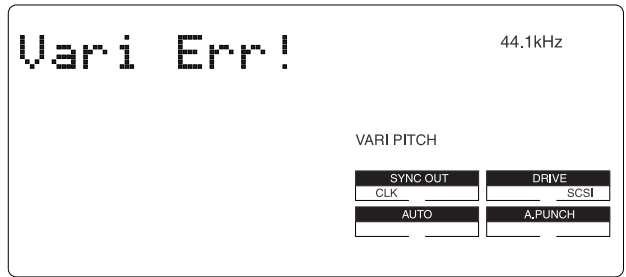 Vari Err!
44.1kHz
VARI PITCH
SYNC OUT
DRIVE
CLK
SCSI
AUTO
A.PUNCH